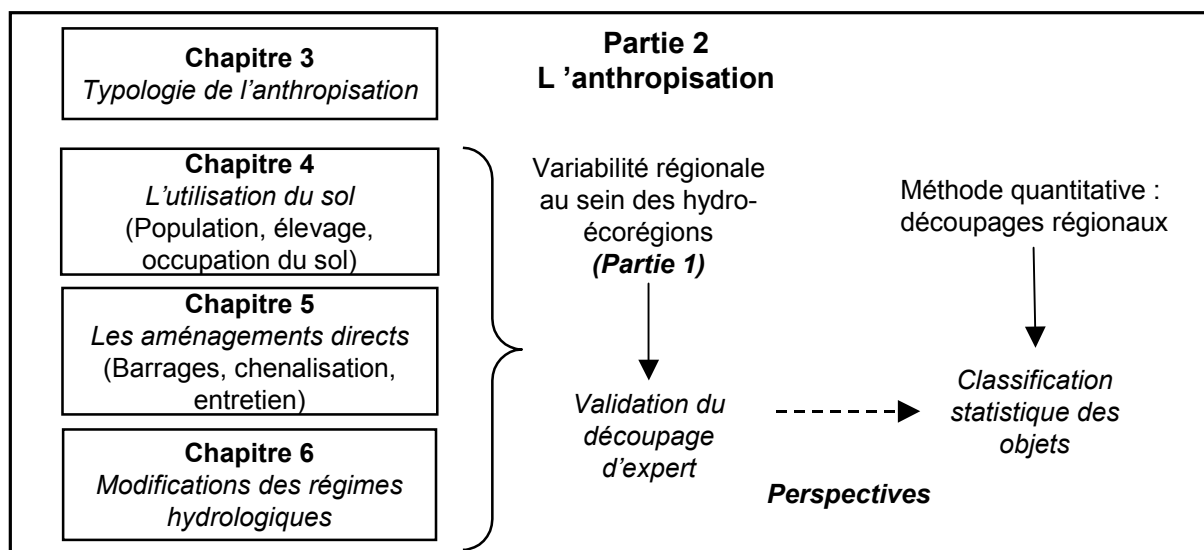 Chapitre 3
Typologie de l'anthropisation
Partie 2
L 'anthropisation
Chapitre 4
L'utilisation du sol
(Population, élevage,
occupation du sol)
Chapitre 5
Les aménagements directs
(Barrages, chenalisation,
entretien)
Chapitre 6
Modifications des régimes
hydrologiques
Variabilité régionale
au sein des hydro-
écorégions
(Partie 1)
Validation du
découpage
d'expert
Méthode quantitative :
découpages régionaux
Classification
statistique des
objets
Perspectives